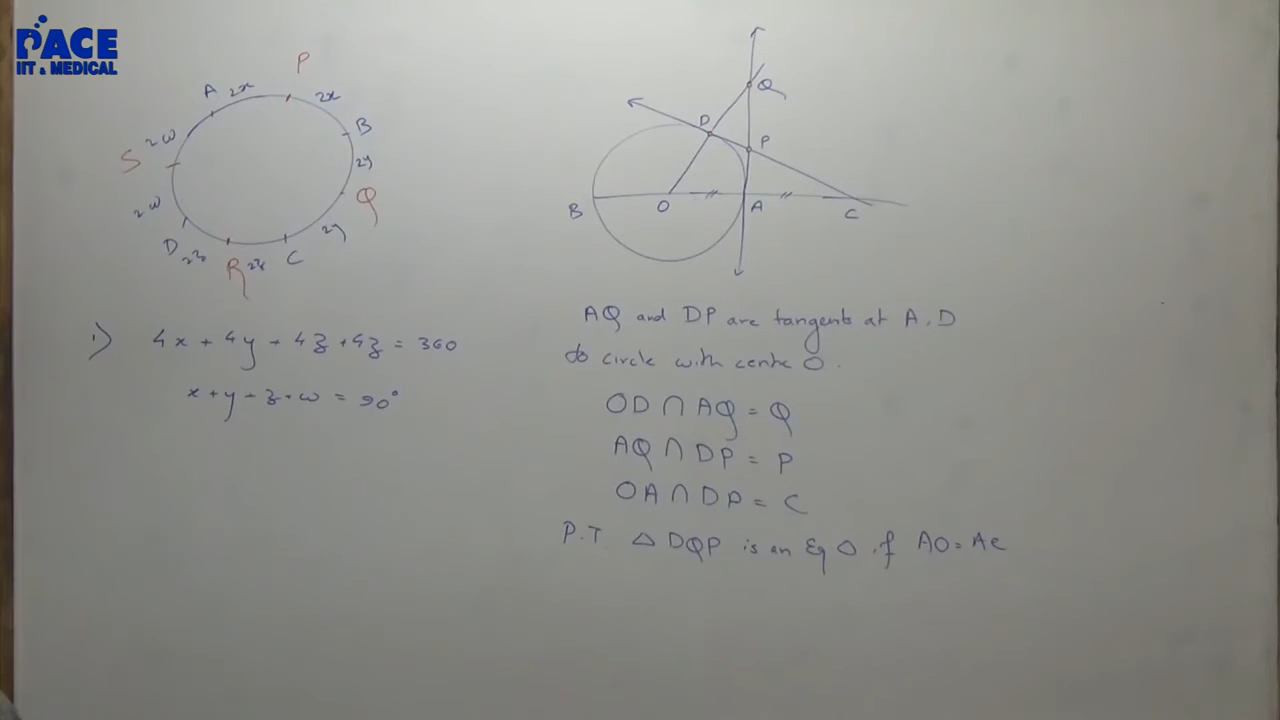 PACE
IIT & MEDICAL
P
A 2x 2x
B
2w
S
2y
Q
2w
2y
D 2z R 2z C
i) 4x + 4y + 4z + 4z = 360
x + y + z + w = 90°
Q
D
P
B O A C
AQ and DP are tangents at A, D
to circle with centre O.
OD ∩ AQ = Q
AQ ∩ DP = P
OA ∩ DP = C
P.T. △ DQP is an Eq △ if AO = AC